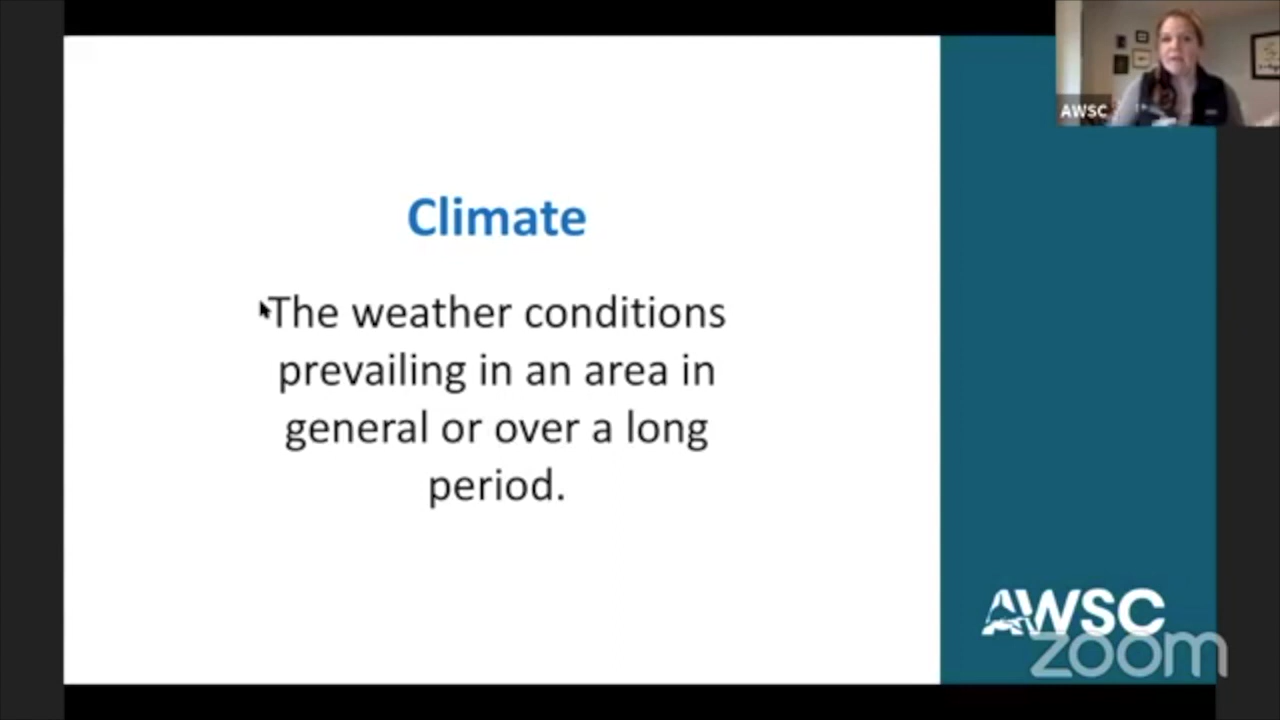 AWSC
Climate
The weather conditions
prevailing in an area in
general or over a long
period.
AWSC
zoom